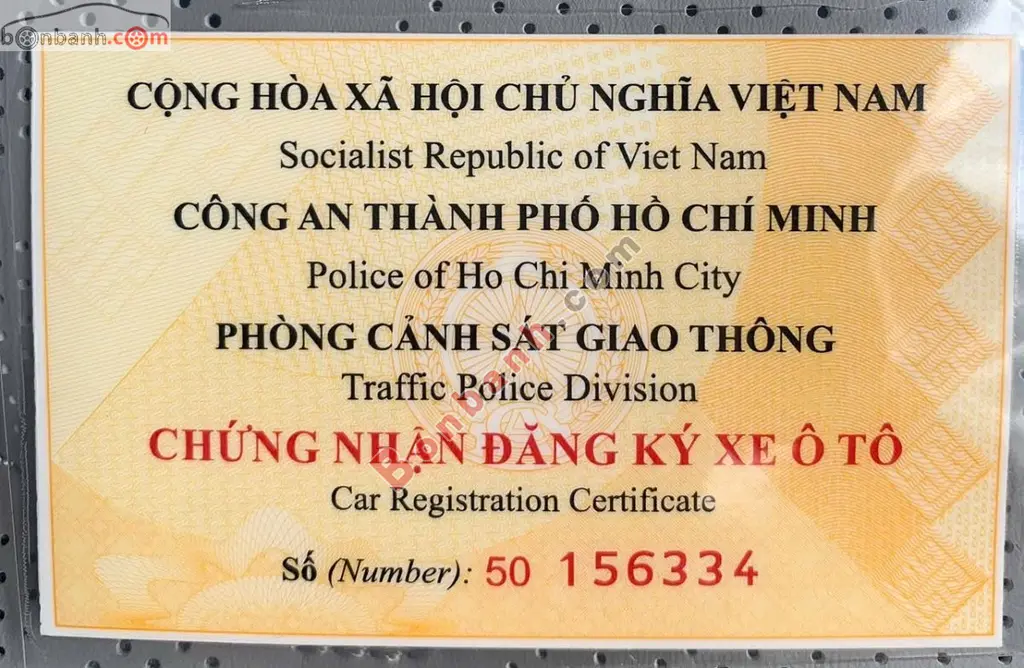 bonbanh.com
CỘNG HÒA XÃ HỘI CHỦ NGHĨA VIỆT NAM
Socialist Republic of Viet Nam
CÔNG AN THÀNH PHỐ HỒ CHÍ MINH
Police of Ho Chi Minh City
PHÒNG CẢNH SÁT GIAO THÔNG
Traffic Police Division
CHỨNG NHẬN ĐĂNG KÝ XE Ô TÔ
Car Registration Certificate
Số (Number): 50 156334
Bonbanh.com